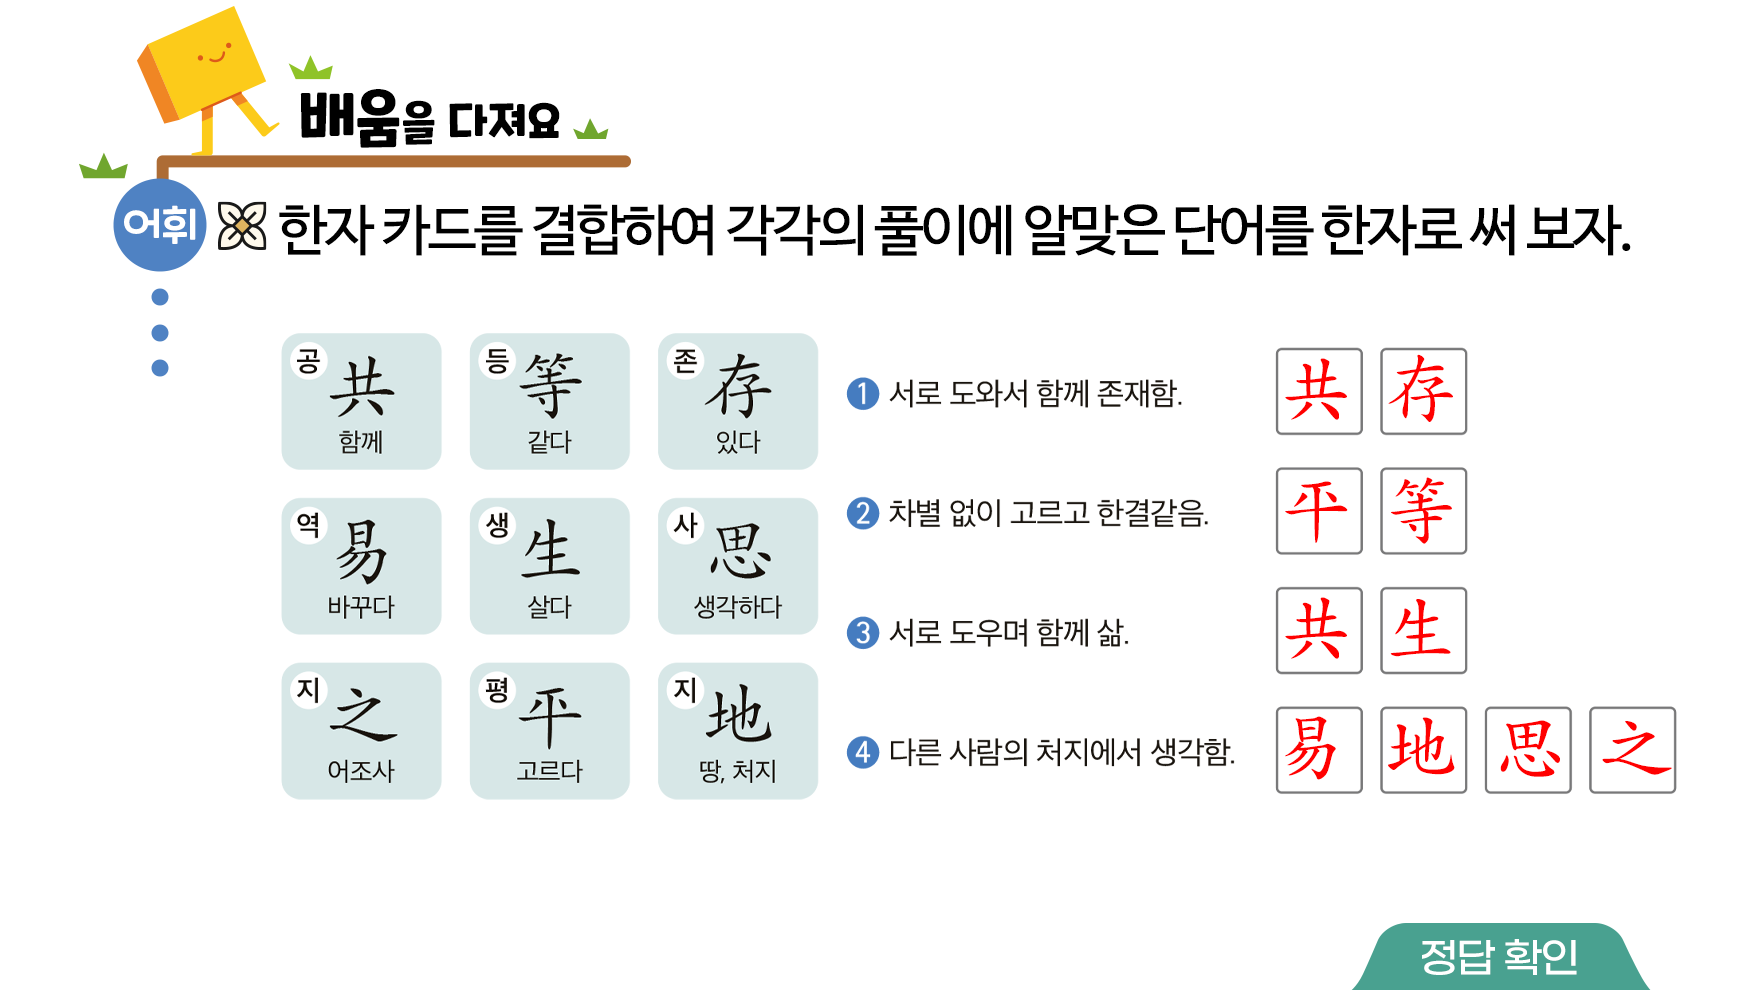 배움을 다져요
어휘 한자 카드를 결합하여 각각의 풀이에 알맞은 단어를 한자로 써 보자.
공 共 함께
등 等 같다
존 存 있다
역 易 바꾸다
생 生 살다
사 思 생각하다
지 之 어조사
평 平 고르다
지 地 땅, 처지
1 서로 도와서 함께 존재함. 共 存
2 차별 없이 고르고 한결같음. 平 等
3 서로 도우며 함께 삶. 共 生
4 다른 사람의 처지에서 생각함. 易 地 思 之
정답 확인